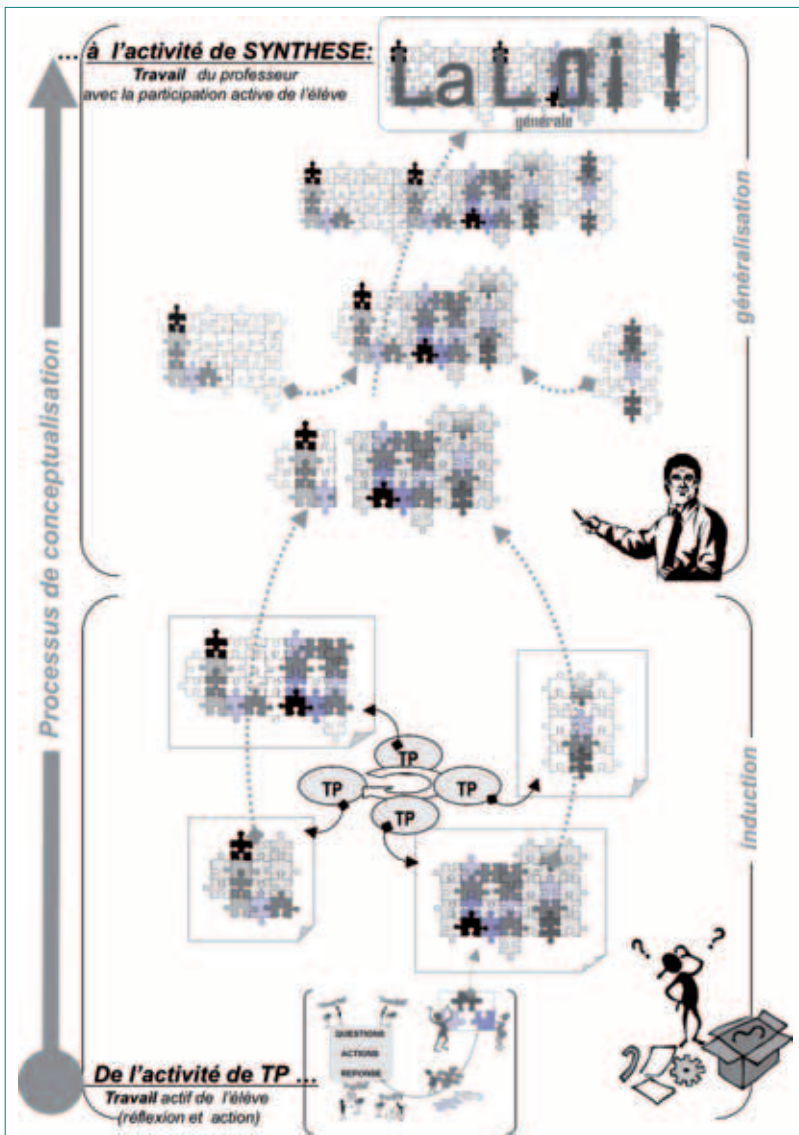 ... à l'activité de SYNTHESE:
Travail du professeur
avec la participation active de l'élève
La Loi !
générale
généralisation
Processus de conceptualisation
TP
TP
TP
TP
induction
? ?
QUESTIONS
ACTIONS
REPONSE
De l'activité de TP ...
Travail actif de l'élève
(réflexion et action)